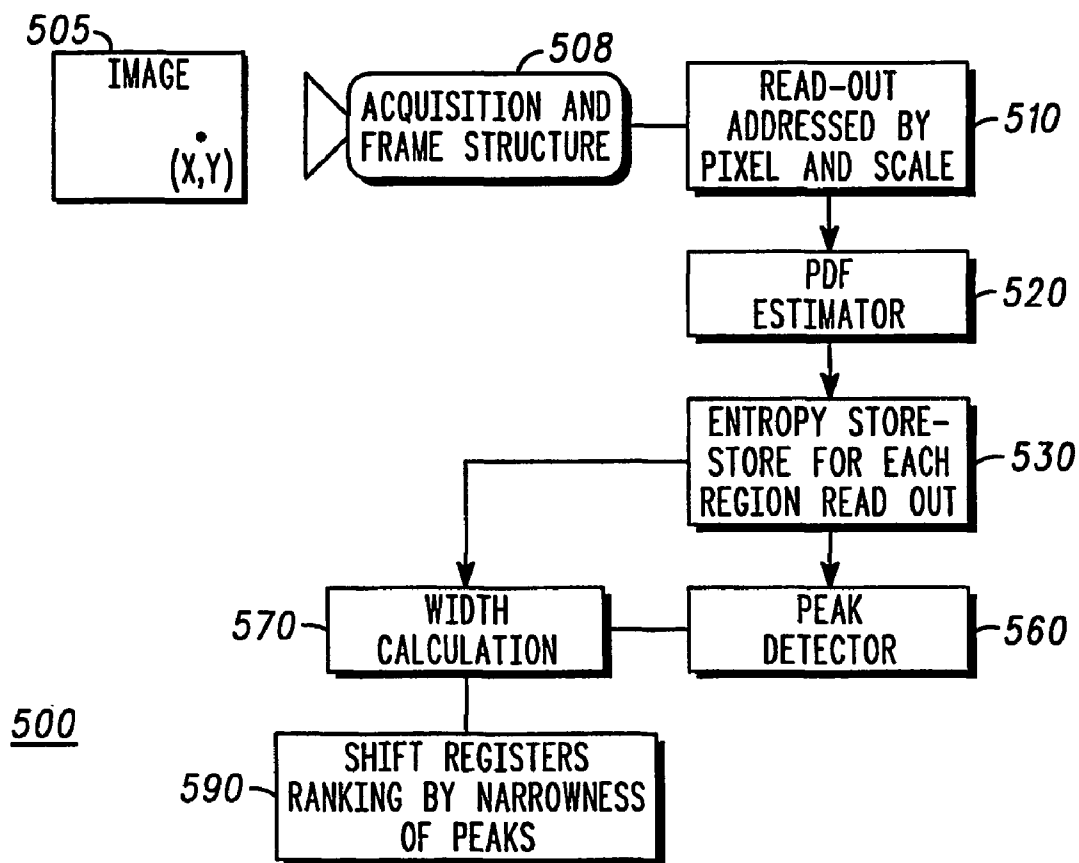 505
IMAGE
(X,Y)
508
ACQUISITION AND
FRAME STRUCTURE
READ-OUT
ADDRESSED BY
PIXEL AND SCALE
510
PDF
ESTIMATOR
520
ENTROPY STORE-
STORE FOR EACH
REGION READ OUT
530
570
WIDTH
CALCULATION
PEAK
DETECTOR
560
500
590
SHIFT REGISTERS
RANKING BY NARROWNESS
OF PEAKS